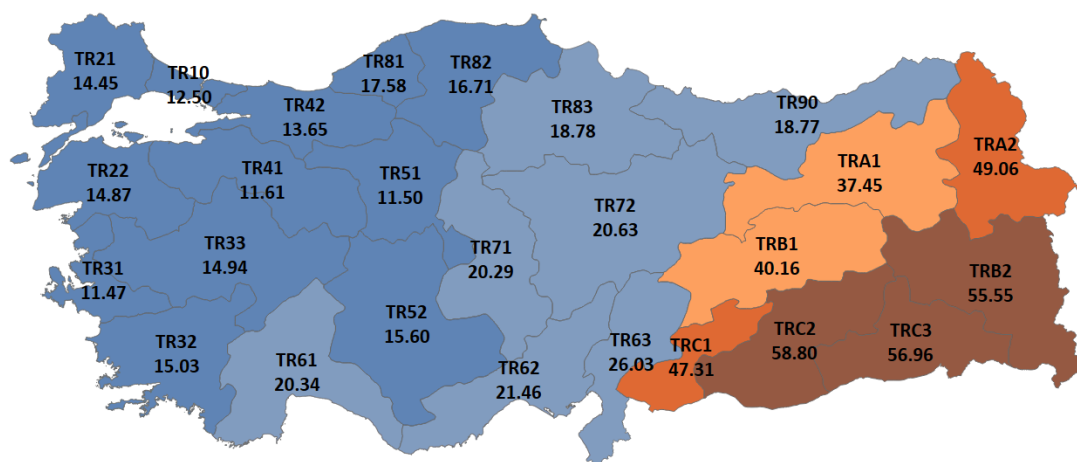 TR21
14.45
TR10
12.50
TR81
17.58
TR82
16.71
TR42
13.65
TR83
18.78
TR90
18.77
TRA2
49.06
TRA1
37.45
TR22
14.87
TR41
11.61
TR51
11.50
TR72
20.63
TR33
14.94
TR31
11.47
TR71
20.29
TRB1
40.16
TRB2
55.55
TR52
15.60
TR32
15.03
TR61
20.34
TR62
21.46
TR63
26.03
TRC1
47.31
TRC2
58.80
TRC3
56.96